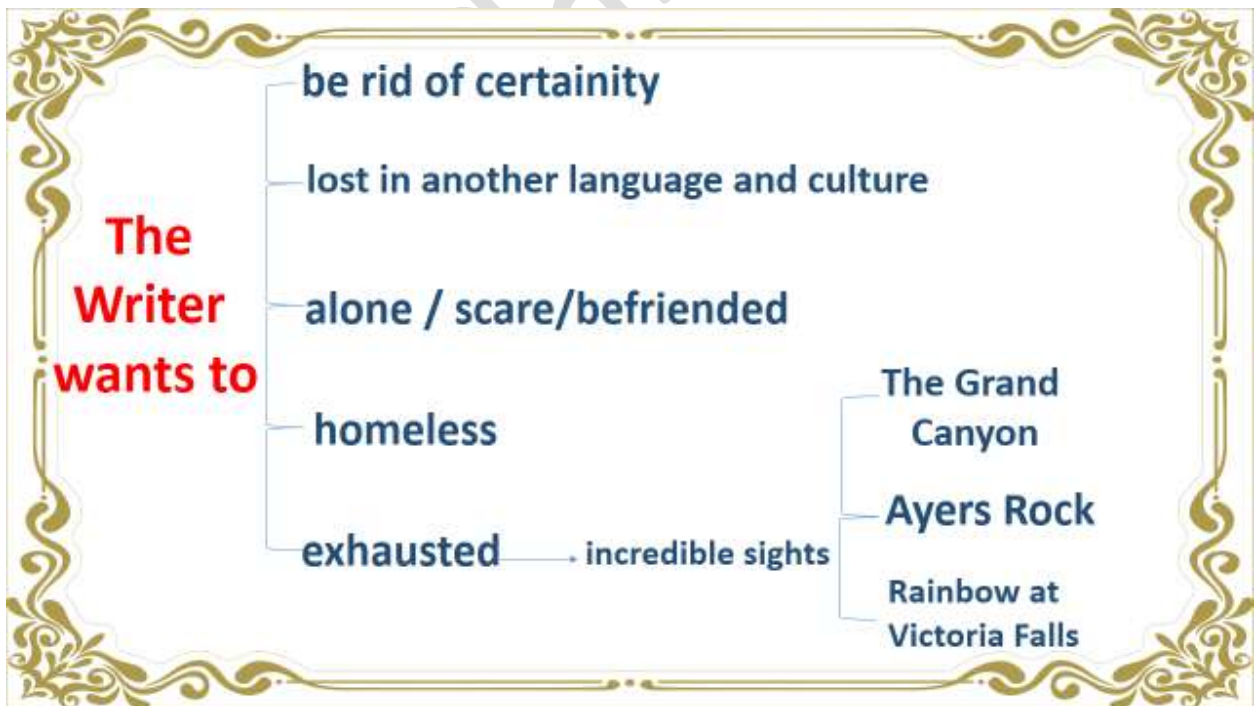 The
Writer
wants to
be rid of certainity
lost in another language and culture
alone / scare/befriended
homeless
exhausted
incredible sights
The Grand
Canyon
Ayers Rock
Rainbow at
Victoria Falls